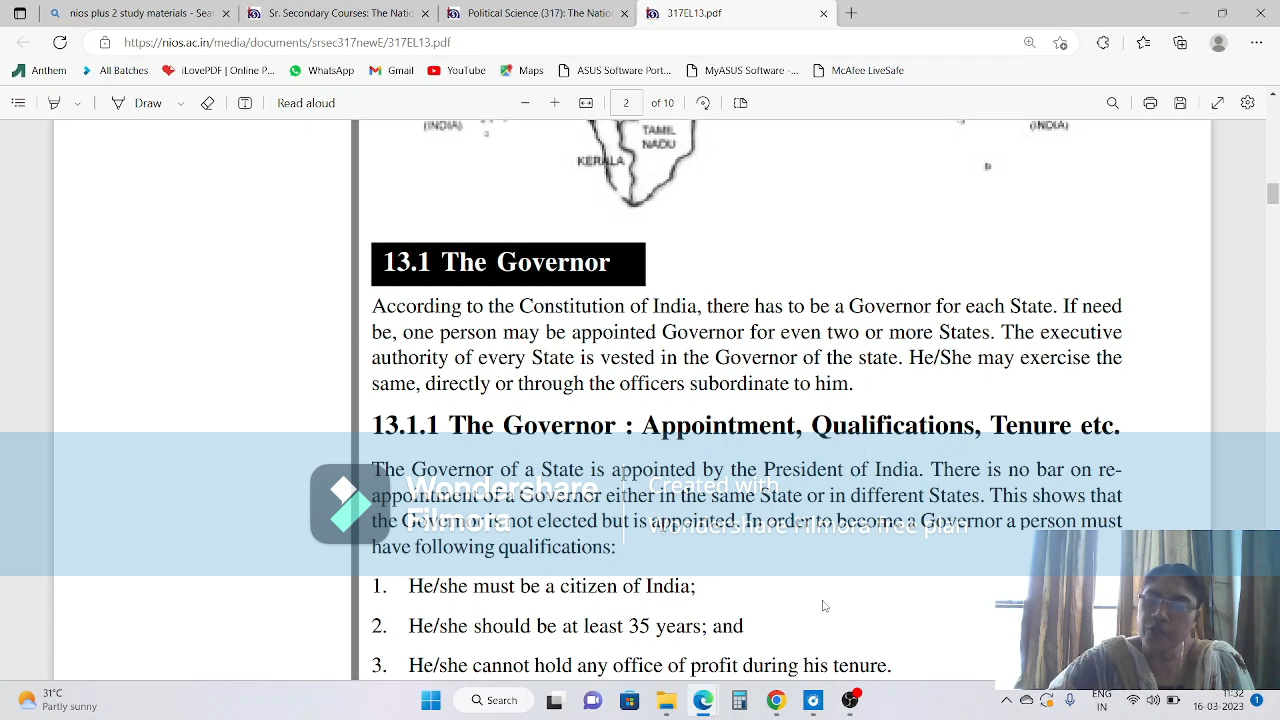 nios plus 2 study materials - Sea
Sr. Secondary Courses: The Natio
Political Science (317): The Natio
317EL13.pdf
https://nios.ac.in/media/documents/srsec317newE/317EL13.pdf
Anthem
All Batches
iLovePDF | Online P...
WhatsApp
Gmail
YouTube
Maps
ASUS Software Port...
MyASUS Software -...
McAfee LiveSafe
Draw
Read aloud
2
of 10
(INDIA)
TAMIL
NADU
(INDIA)
KERALA
13.1 The Governor
According to the Constitution of India, there has to be a Governor for each State. If need
be, one person may be appointed Governor for even two or more States. The executive
authority of every State is vested in the Governor of the state. He/She may exercise the
same, directly or through the officers subordinate to him.
13.1.1 The Governor : Appointment, Qualifications, Tenure etc.
The Governor of a State is appointed by the President of India. There is no bar on re-
appointment of a Governor either in the same State or in different States. This shows that
the Governor is not elected but is appointed. In order to become a Governor a person must
have following qualifications:
Wondershare
Filmora
Created with
Wondershare Filmora free plan
1. He/she must be a citizen of India;
2. He/she should be at least 35 years; and
3. He/she cannot hold any office of profit during his tenure.
31°C
Partly sunny
Search
ENG
IN
11:32
16-03-2023
1